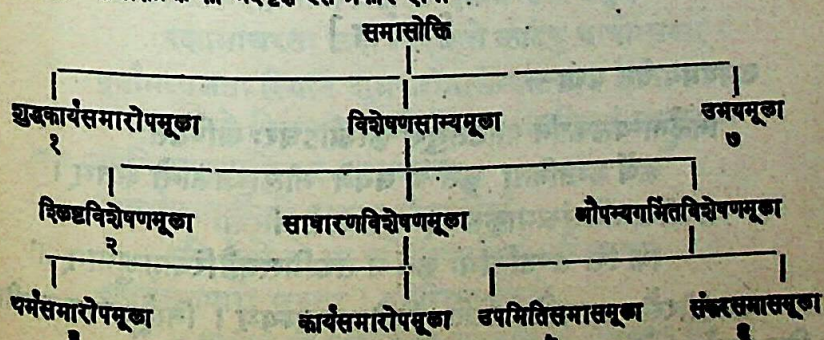 समासोक्ति
शुद्धकार्यसमारोपमूला विशेषणसाम्यमूला उभयमूला
१ ७
श्लिष्टविशेषणमूला साधारणविशेषणमूला औपम्यगर्भितविशेषणमूला
२
धर्मसमारोपमूला कार्यसमारोपमूला उपमितिसमासमूला संकरसमासमूला